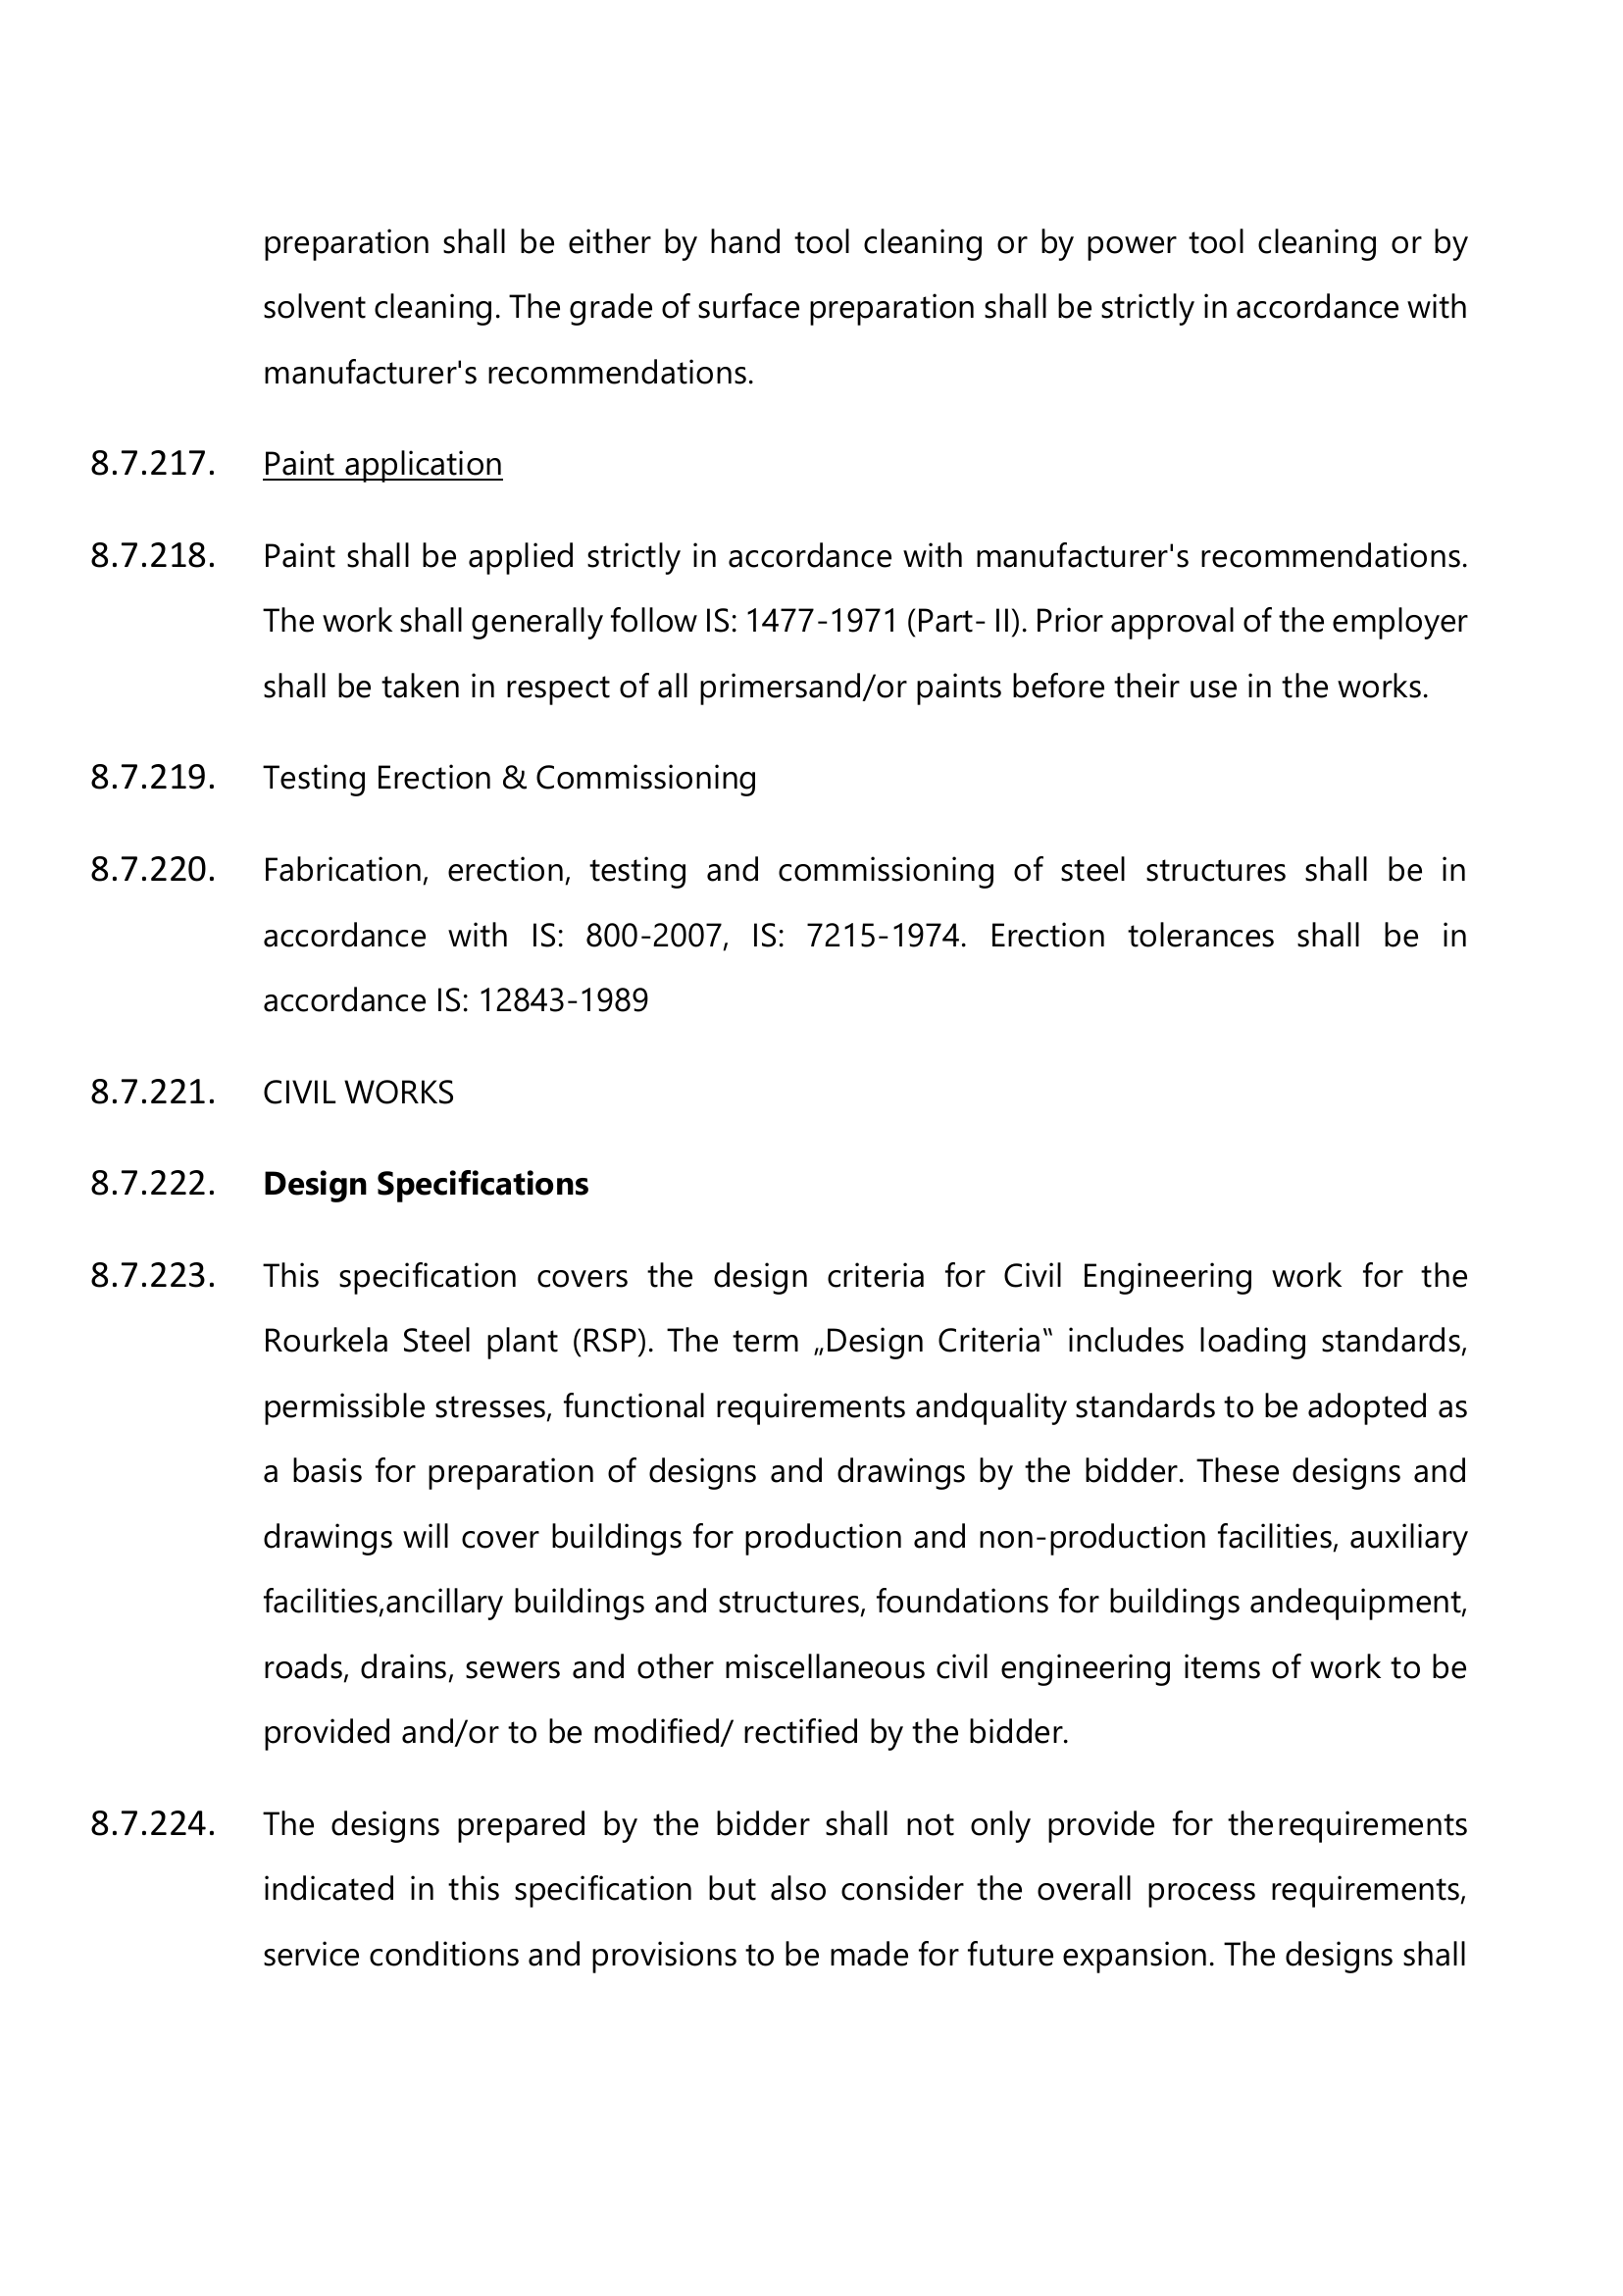 preparation shall be either by hand tool cleaning or by power tool cleaning or by
solvent cleaning. The grade of surface preparation shall be strictly in accordance with
manufacturer's recommendations.
8.7.217. Paint application
8.7.218. Paint shall be applied strictly in accordance with manufacturer's recommendations.
The work shall generally follow IS: 1477-1971 (Part- II). Prior approval of the employer
shall be taken in respect of all primersand/or paints before their use in the works.
8.7.219. Testing Erection & Commissioning
8.7.220. Fabrication, erection, testing and commissioning of steel structures shall be in
accordance with IS: 800-2007, IS: 7215-1974. Erection tolerances shall be in
accordance IS: 12843-1989
8.7.221. CIVIL WORKS
8.7.222. Design Specifications
8.7.223. This specification covers the design criteria for Civil Engineering work for the
Rourkela Steel plant (RSP). The term „Design Criteria‟ includes loading standards,
permissible stresses, functional requirements andquality standards to be adopted as
a basis for preparation of designs and drawings by the bidder. These designs and
drawings will cover buildings for production and non-production facilities, auxiliary
facilities,ancillary buildings and structures, foundations for buildings andequipment,
roads, drains, sewers and other miscellaneous civil engineering items of work to be
provided and/or to be modified/ rectified by the bidder.
8.7.224. The designs prepared by the bidder shall not only provide for therequirements
indicated in this specification but also consider the overall process requirements,
service conditions and provisions to be made for future expansion. The designs shall